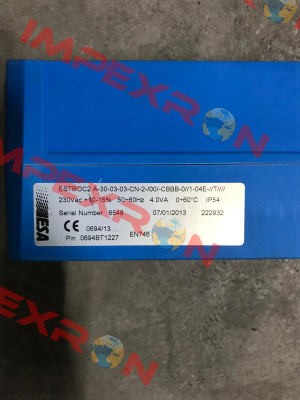 IMPEXRON
ESTROC2 A-30-03-03-CN-2-/00/-CBBB-0//1-04E-//T////
230Vac +10-15% 50÷60Hz 4.0VA 0÷60°C IP54
Serial Number 6548 07/01/2013 222932
ESA
CE 0694/13
Pin 0694BT1227 EN746
IMPEXRON